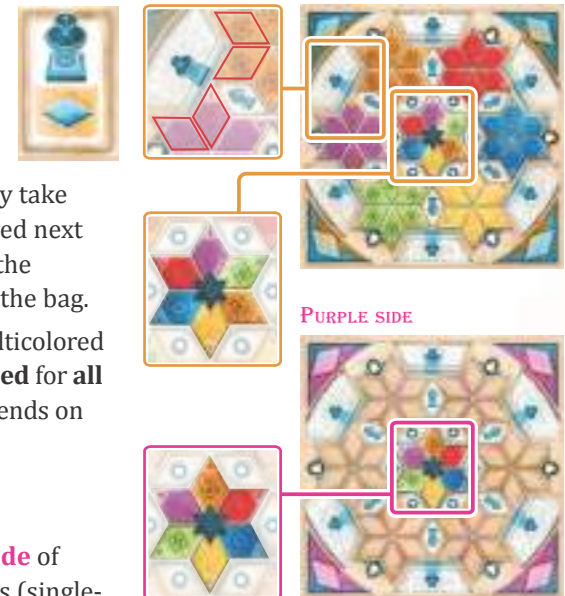 y take
ed next
the
the bag.
PURPLE SIDE
lticolored
ed for all
ends on
de of
s (single-